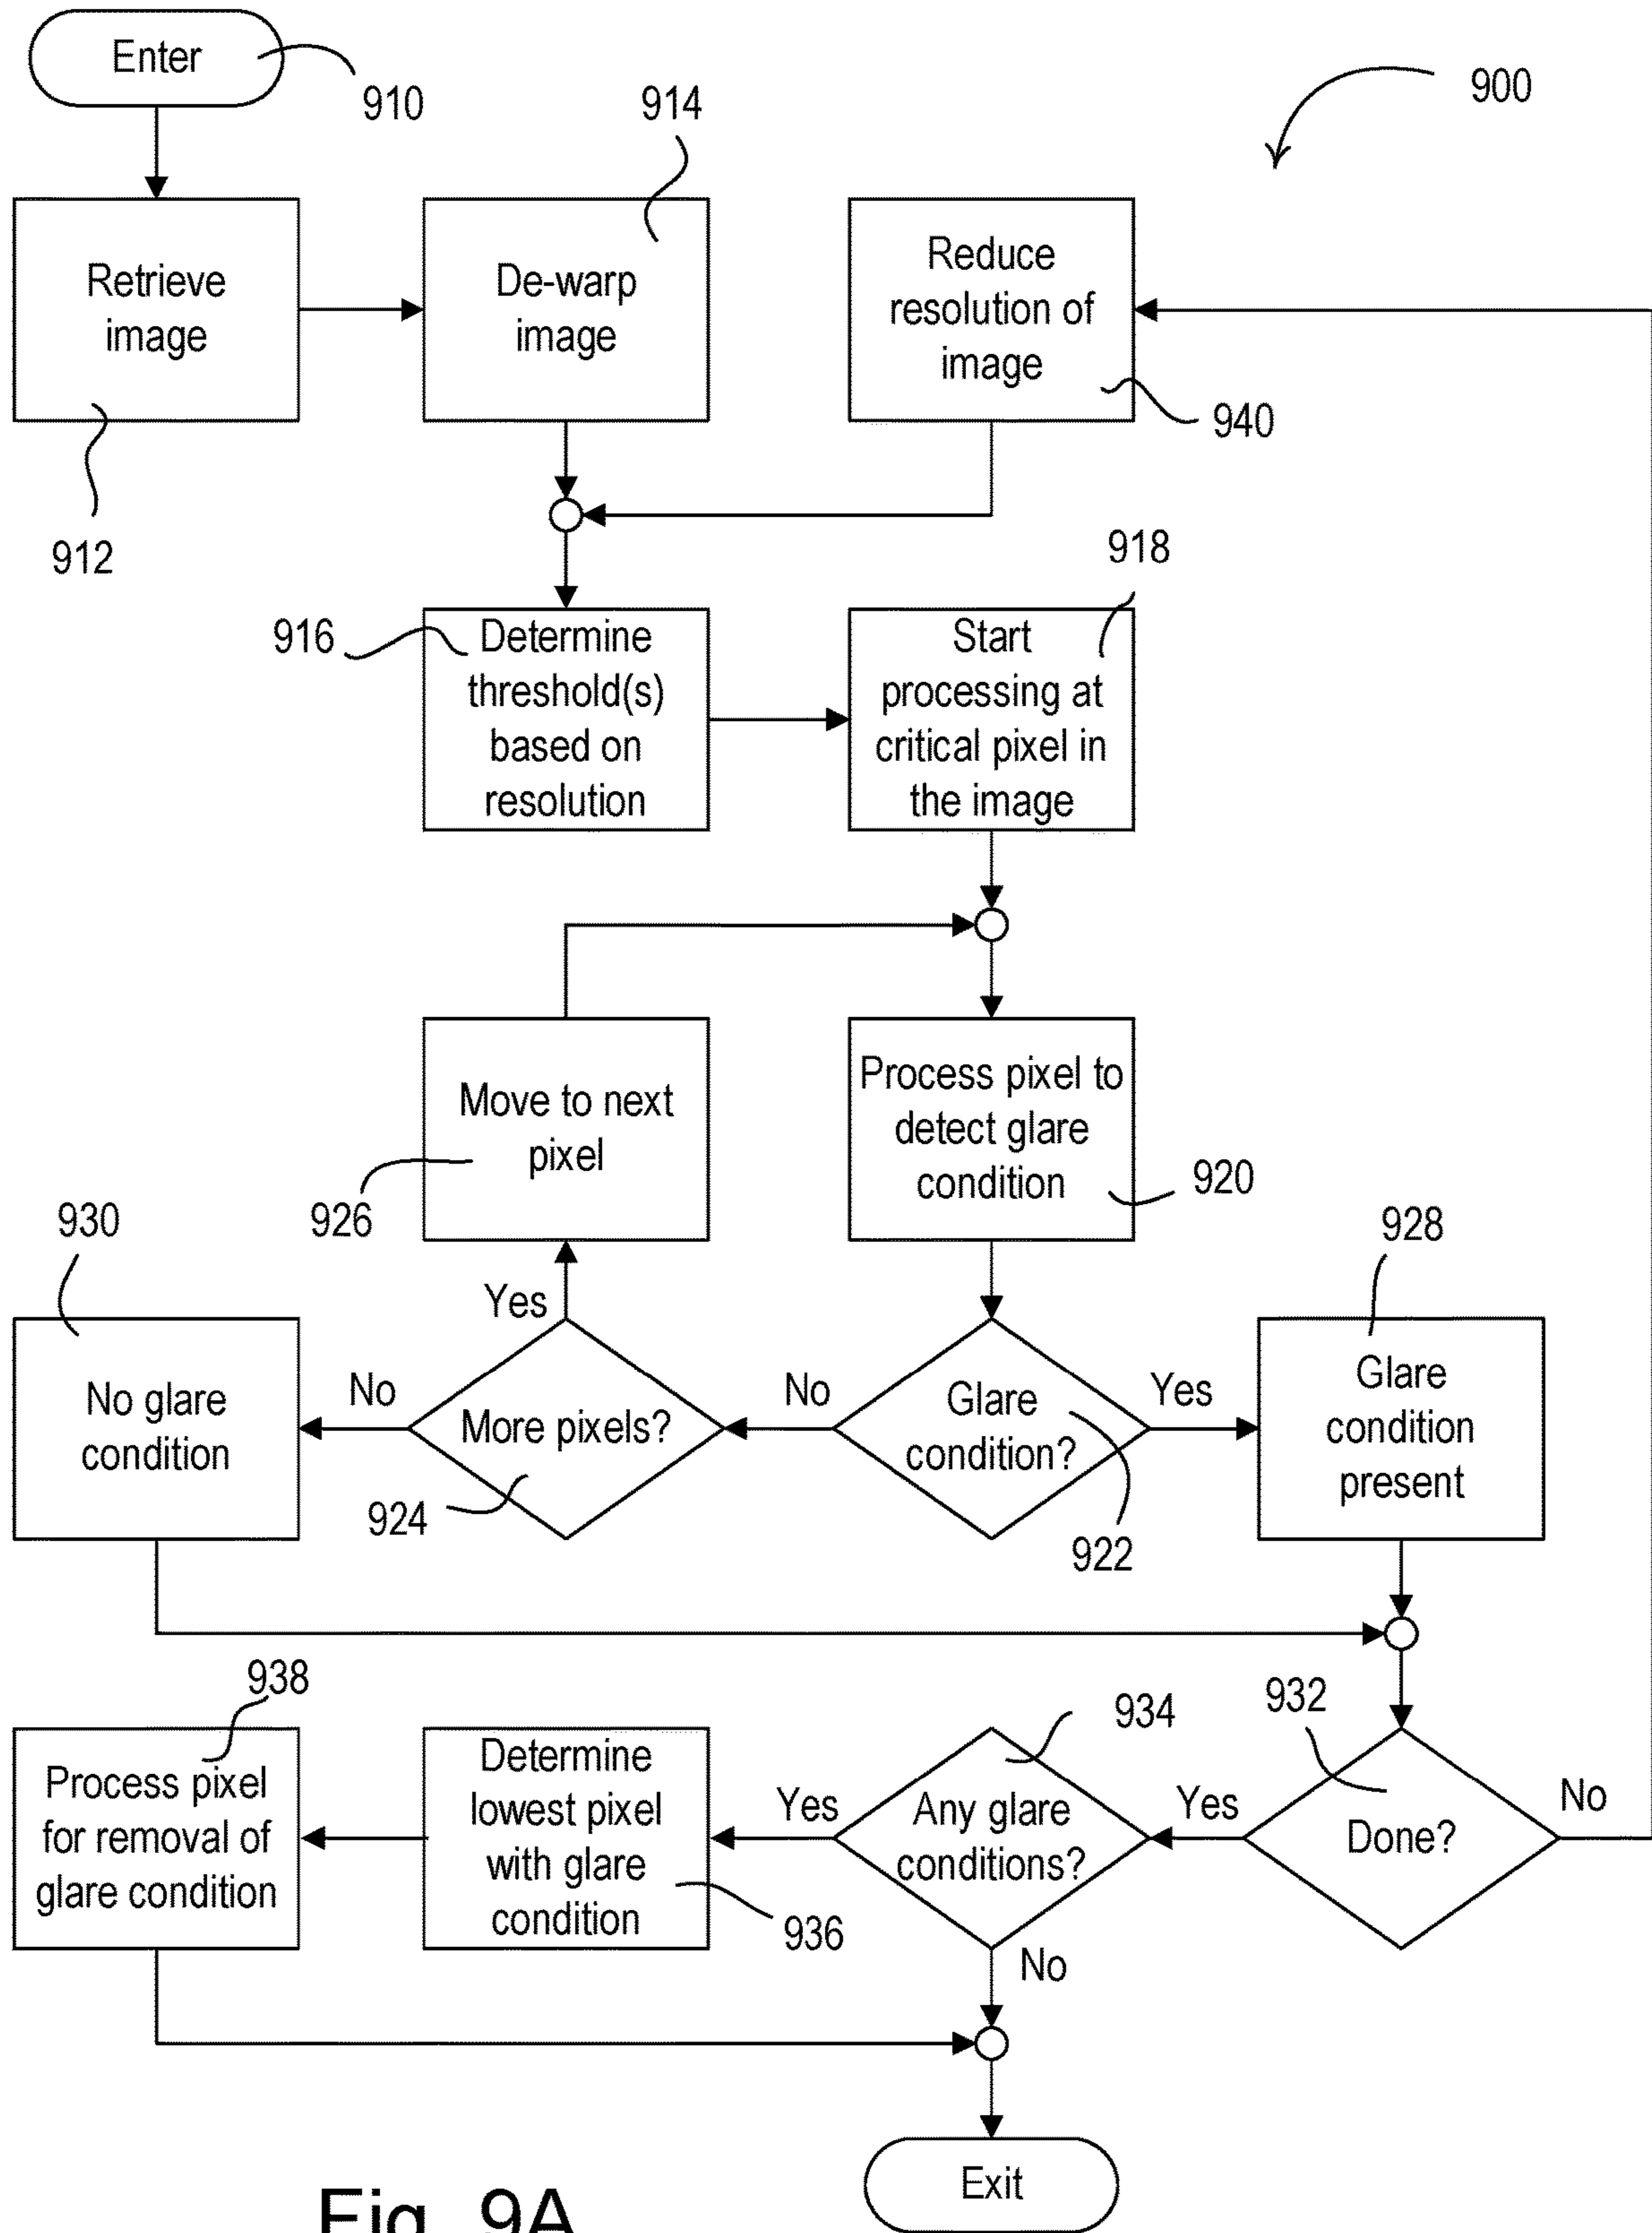 Enter
910
914
900
Retrieve
image
912
De-warp
image
Reduce
resolution of
image
940
916
Determine
threshold(s)
based on
resolution
918
Start
processing at
critical pixel in
the image
Move to next
pixel
926
Process pixel to
detect glare
condition
920
930
Yes
928
No glare
condition
No
More pixels?
924
No
Glare
condition?
922
Yes
Glare
condition
present
938
Process pixel
for removal of
glare condition
Determine
lowest pixel
with glare
condition
936
Yes
934
Any glare
conditions?
No
Yes
932
Done?
No
Exit
Fig. 9A